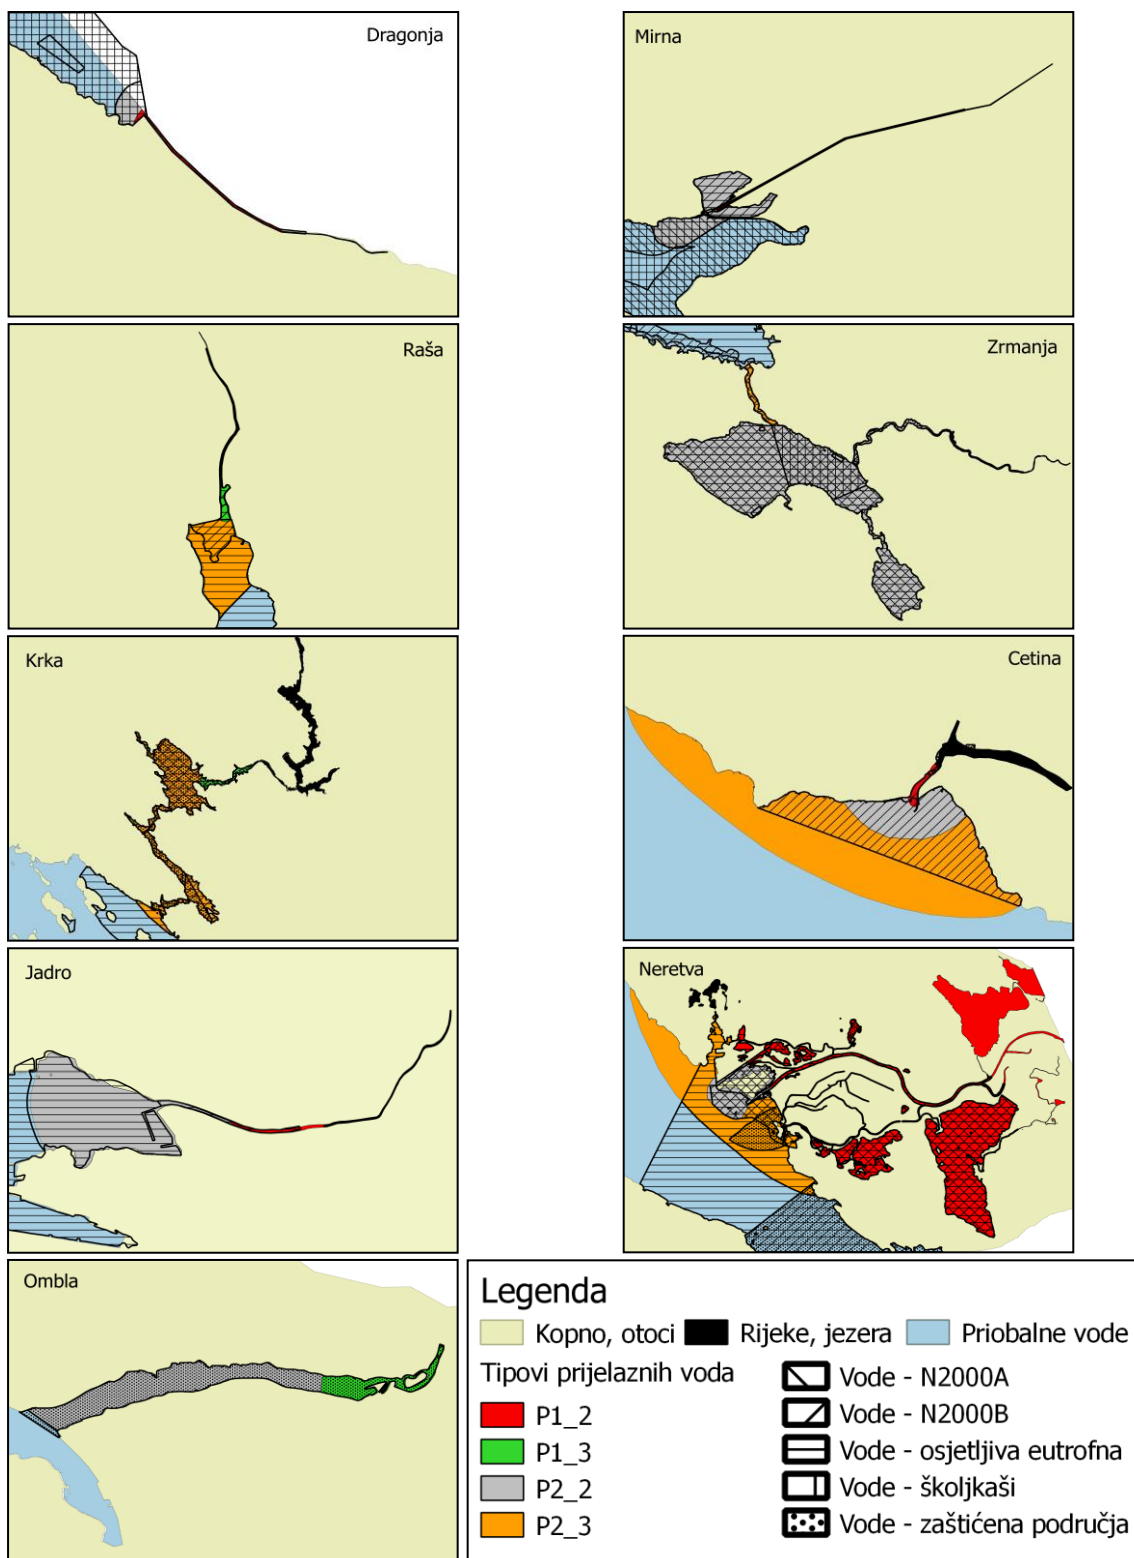 Dragonja
Mirna
Raša
Zrmanja
Krka
Cetina
Jadro
Neretva
Ombla
Legenda
Kopno, otoci
Rijeke, jezera
Priobalne vode
Tipovi prijelaznih voda
P1_2
P1_3
P2_2
P2_3
Vode - N2000A
Vode - N2000B
Vode - osjetljiva eutrofna
Vode - školjkaši
Vode - zaštićena područja